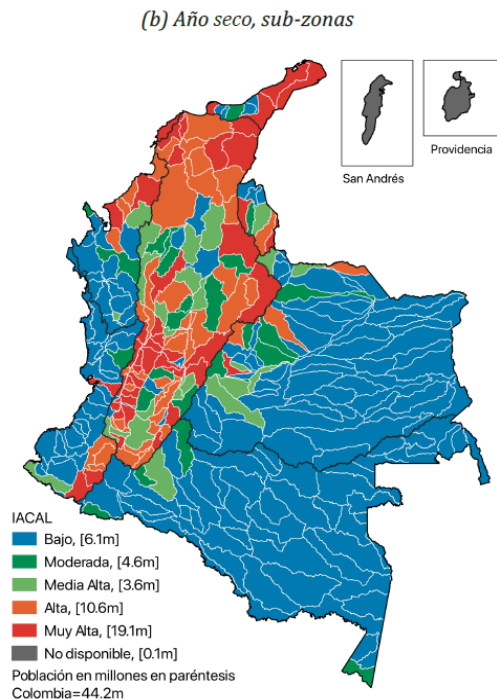 (b) Año seco, sub-zonas
San Andrés
Providencia
IACAL
Bajo, [6.1m]
Moderada, [4.6m]
Media Alta, [3.6m]
Alta, [10.6m]
Muy Alta, [19.1m]
No disponible, [0.1m]
Población en millones en paréntesis
Colombia=44.2m